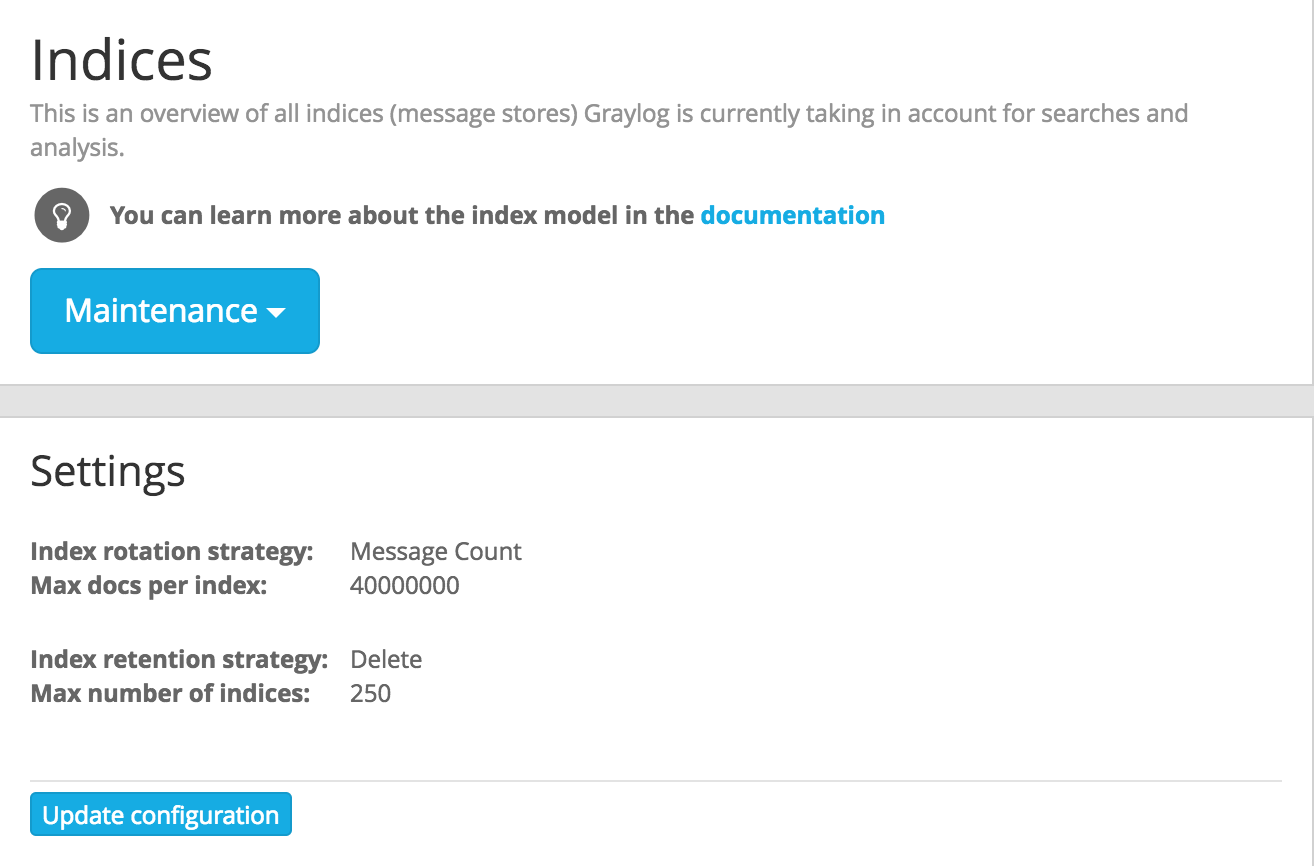 Indices
This is an overview of all indices (message stores) Graylog is currently taking in account for searches and
analysis.
You can learn more about the index model in the documentation
Maintenance
Settings
Index rotation strategy: Message Count
Max docs per index: 40000000
Index retention strategy: Delete
Max number of indices: 250
Update configuration